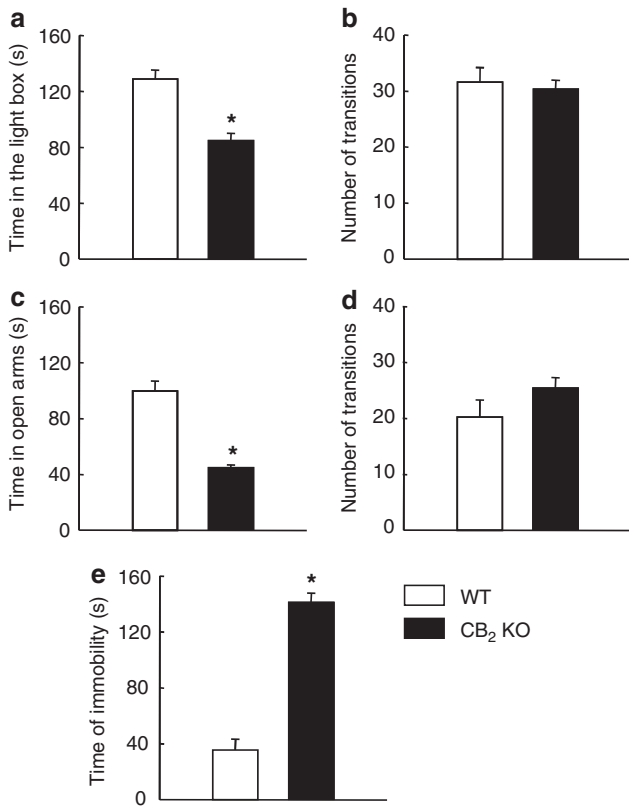 a
Time in the light box (s)
160
120
80
40
0
*
b
Number of transitions
40
30
20
10
0
c
Time in open arms (s)
160
120
80
40
0
*
d
Number of transitions
40
30
20
10
0
e
Time of immobility (s)
160
120
80
40
0
*
WT
CB₂ KO